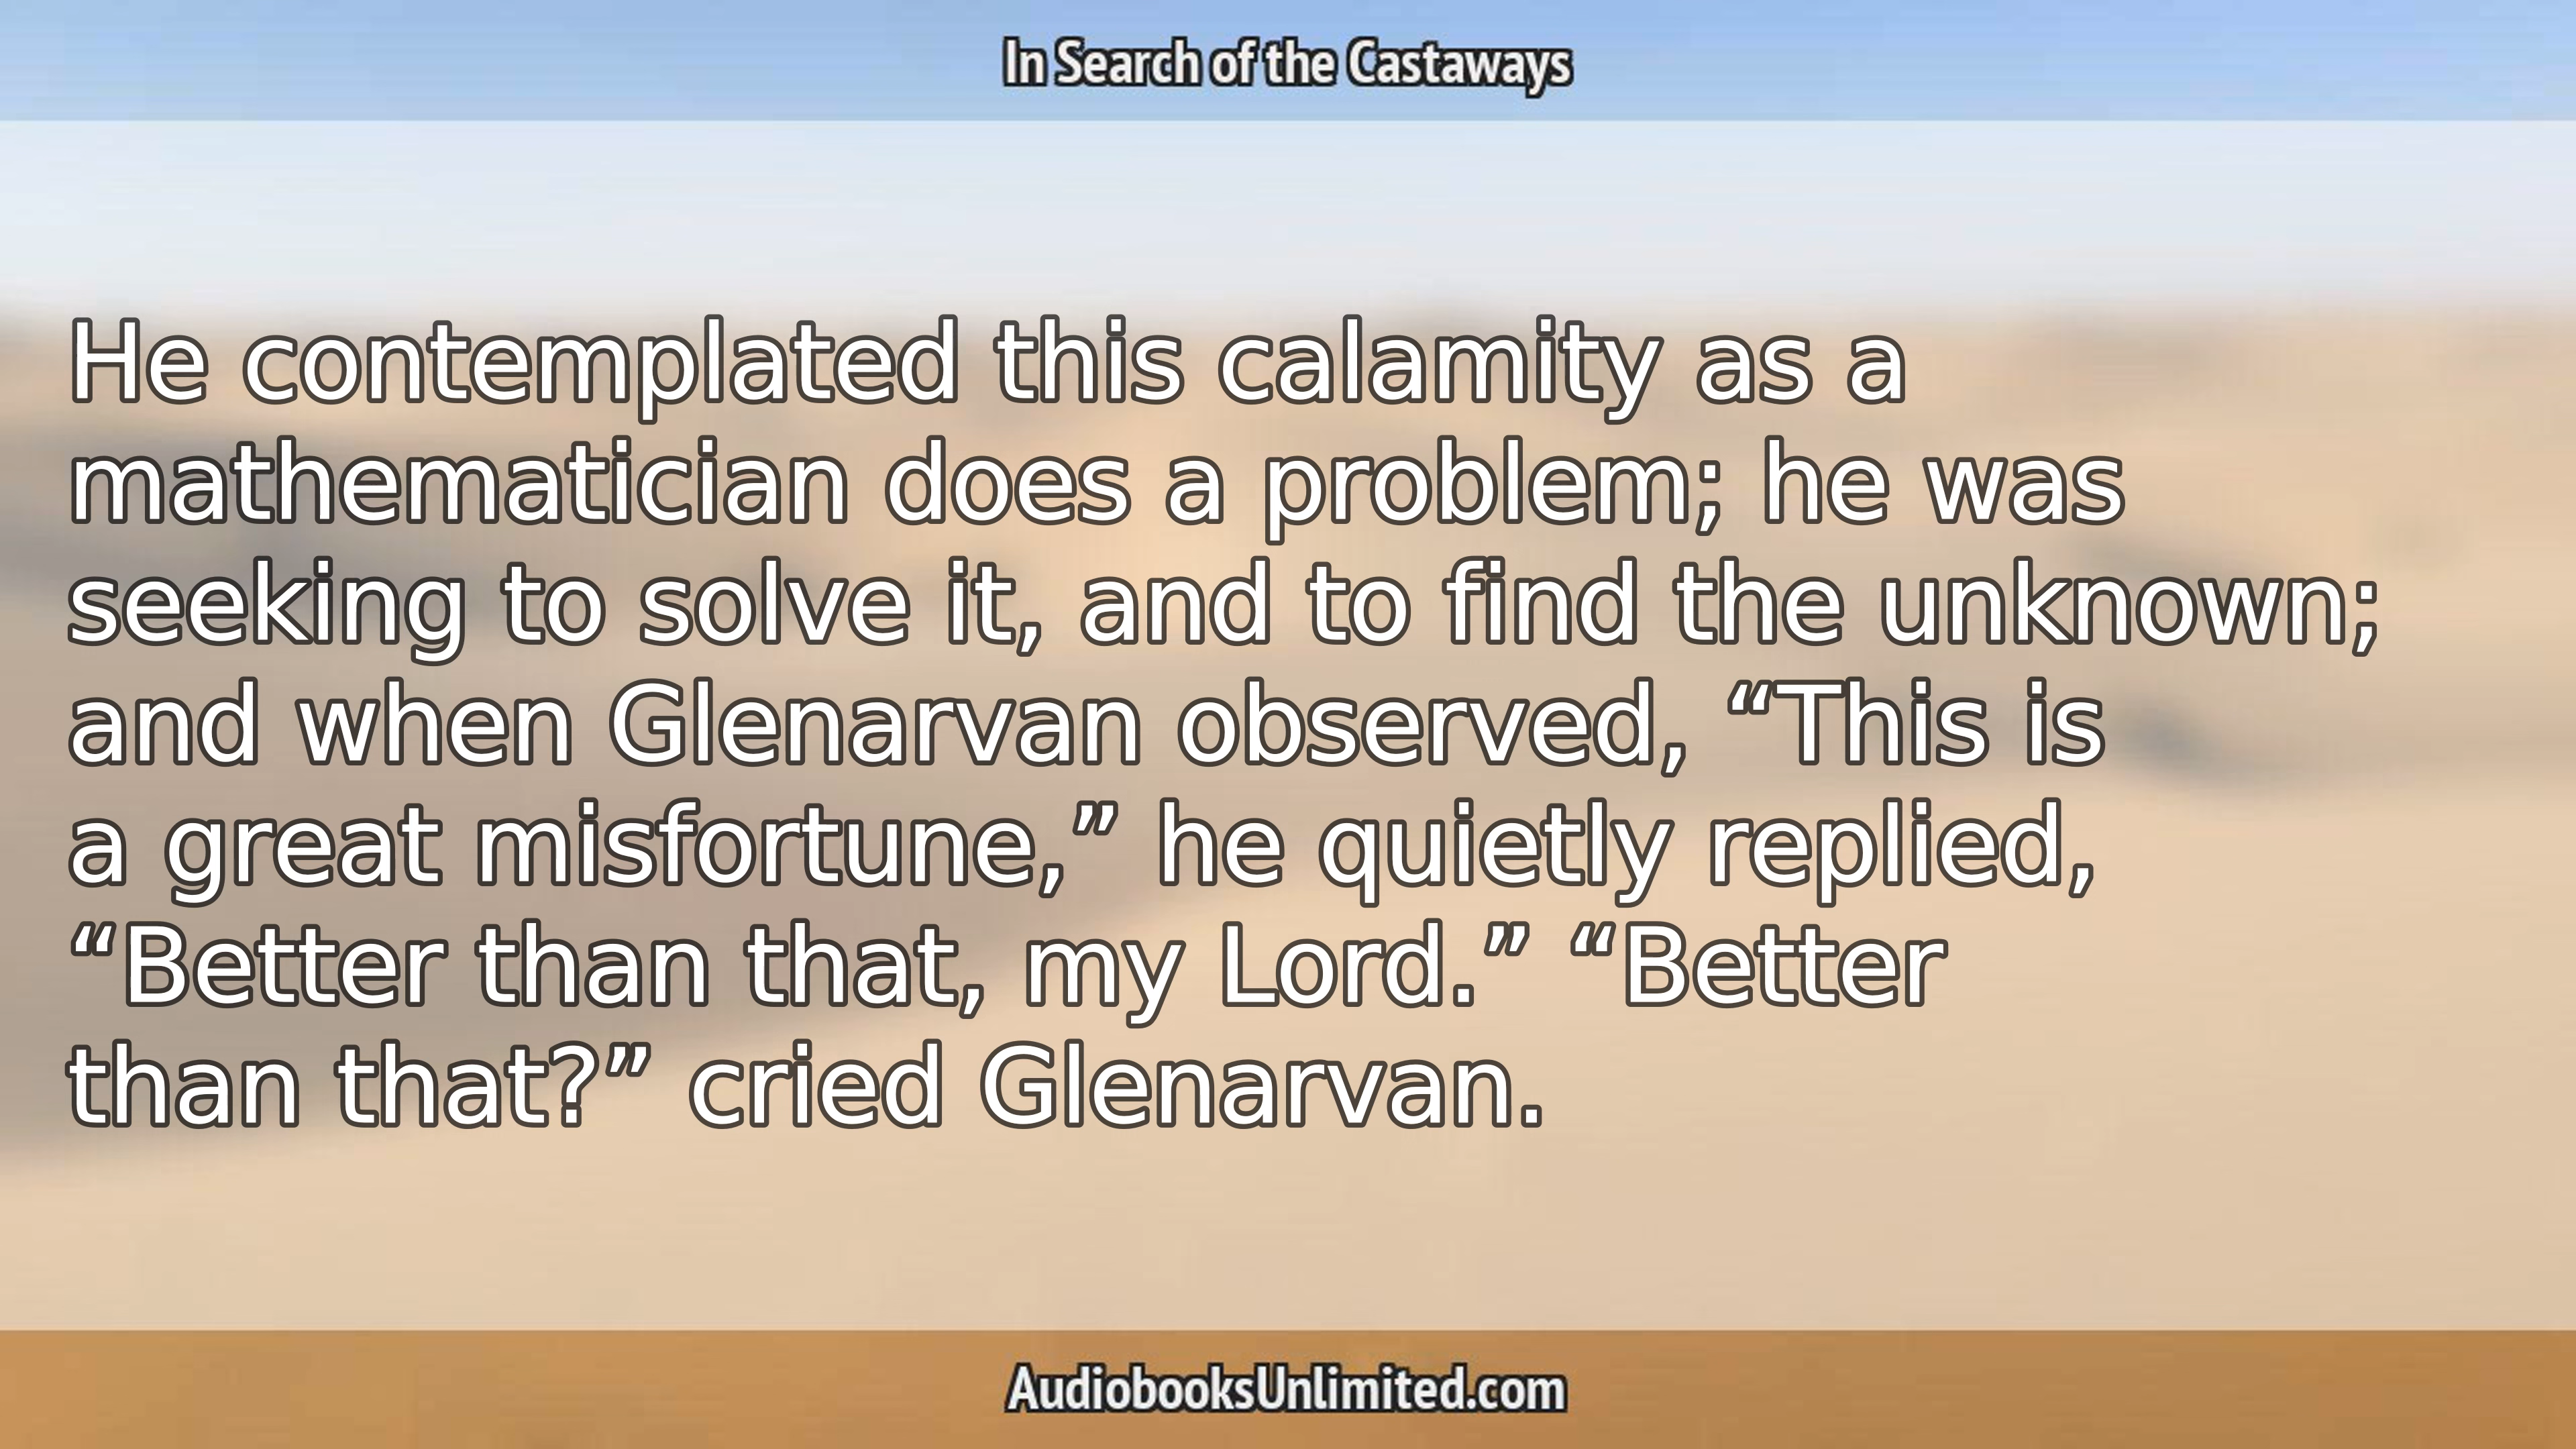 In Search of the Castaways
He contemplated this calamity as a
mathematician does a problem; he was
seeking to solve it, and to find the unknown;
and when Glenarvan observed, “This is
a great misfortune,” he quietly replied,
“Better than that, my Lord.” “Better
than that?” cried Glenarvan.
AudiobooksUnlimited.com